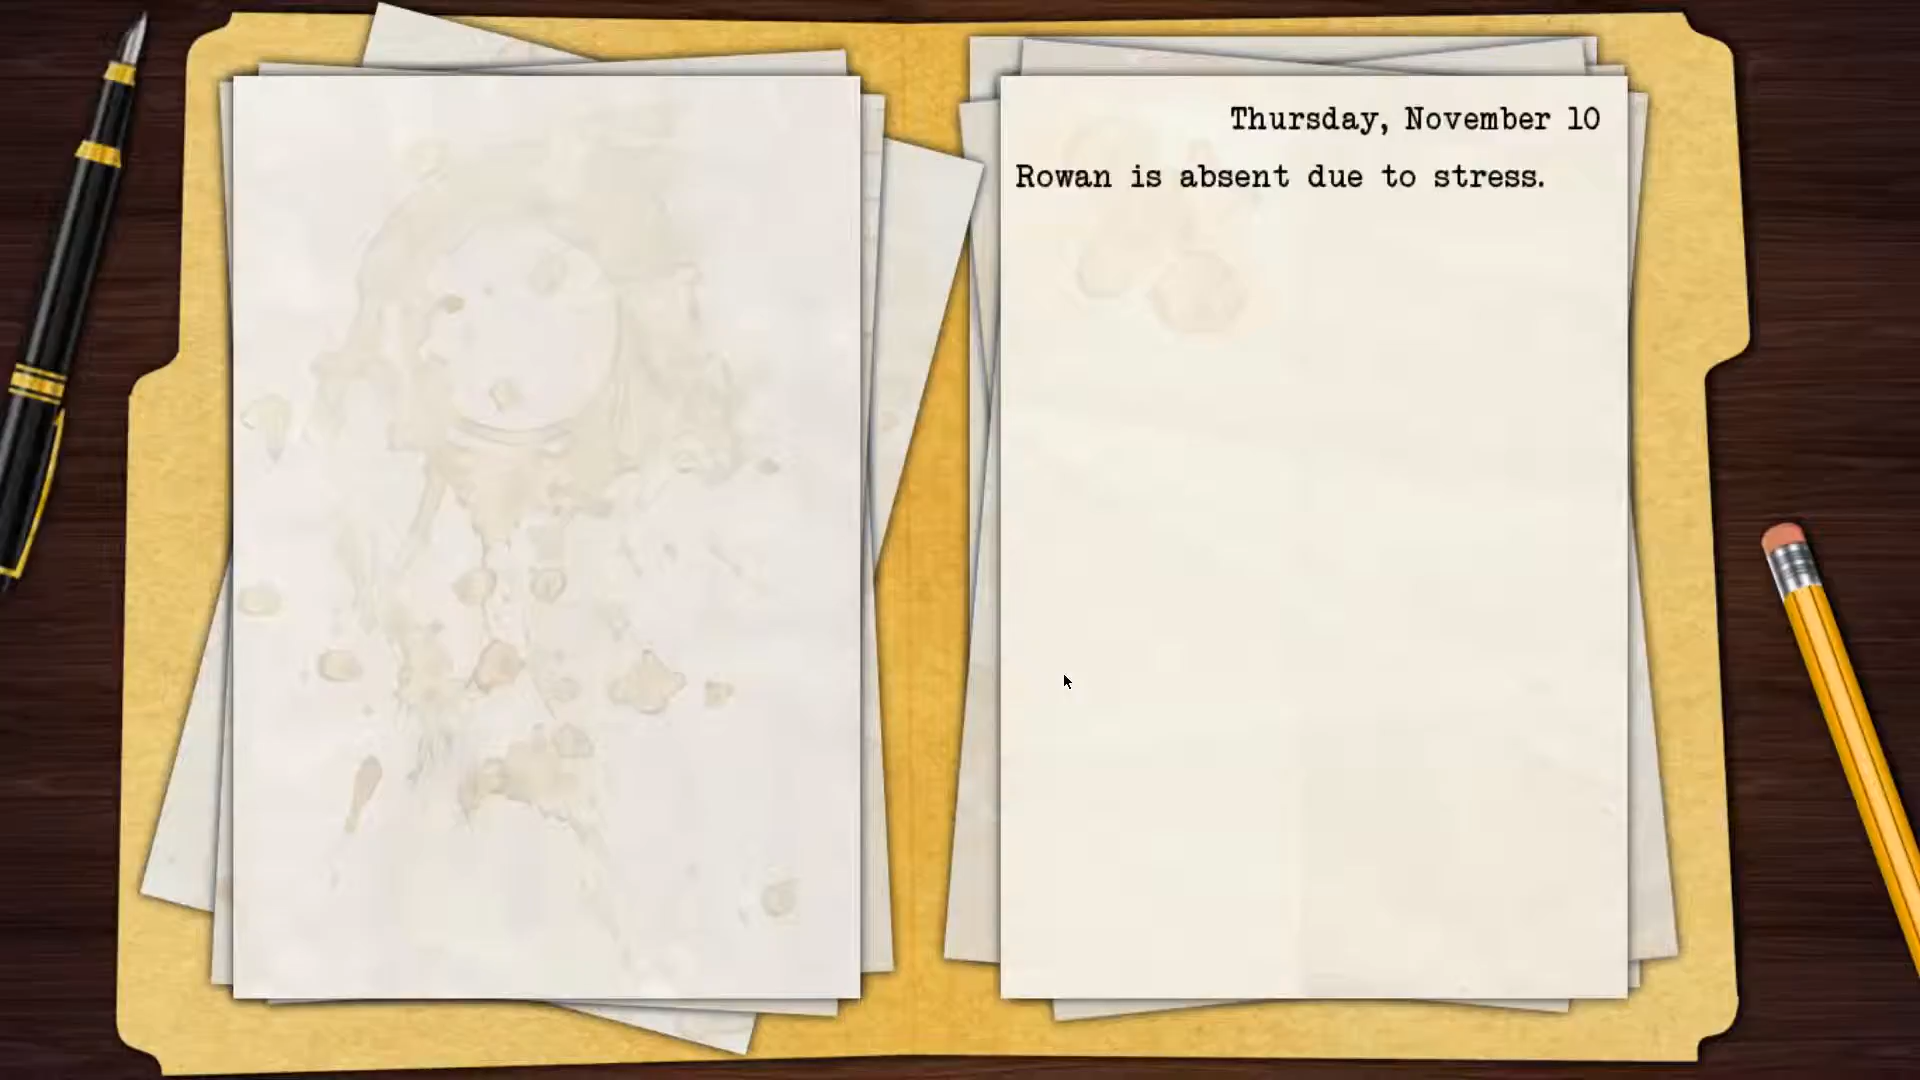 Thursday, November 10
Rowan is absent due to stress.